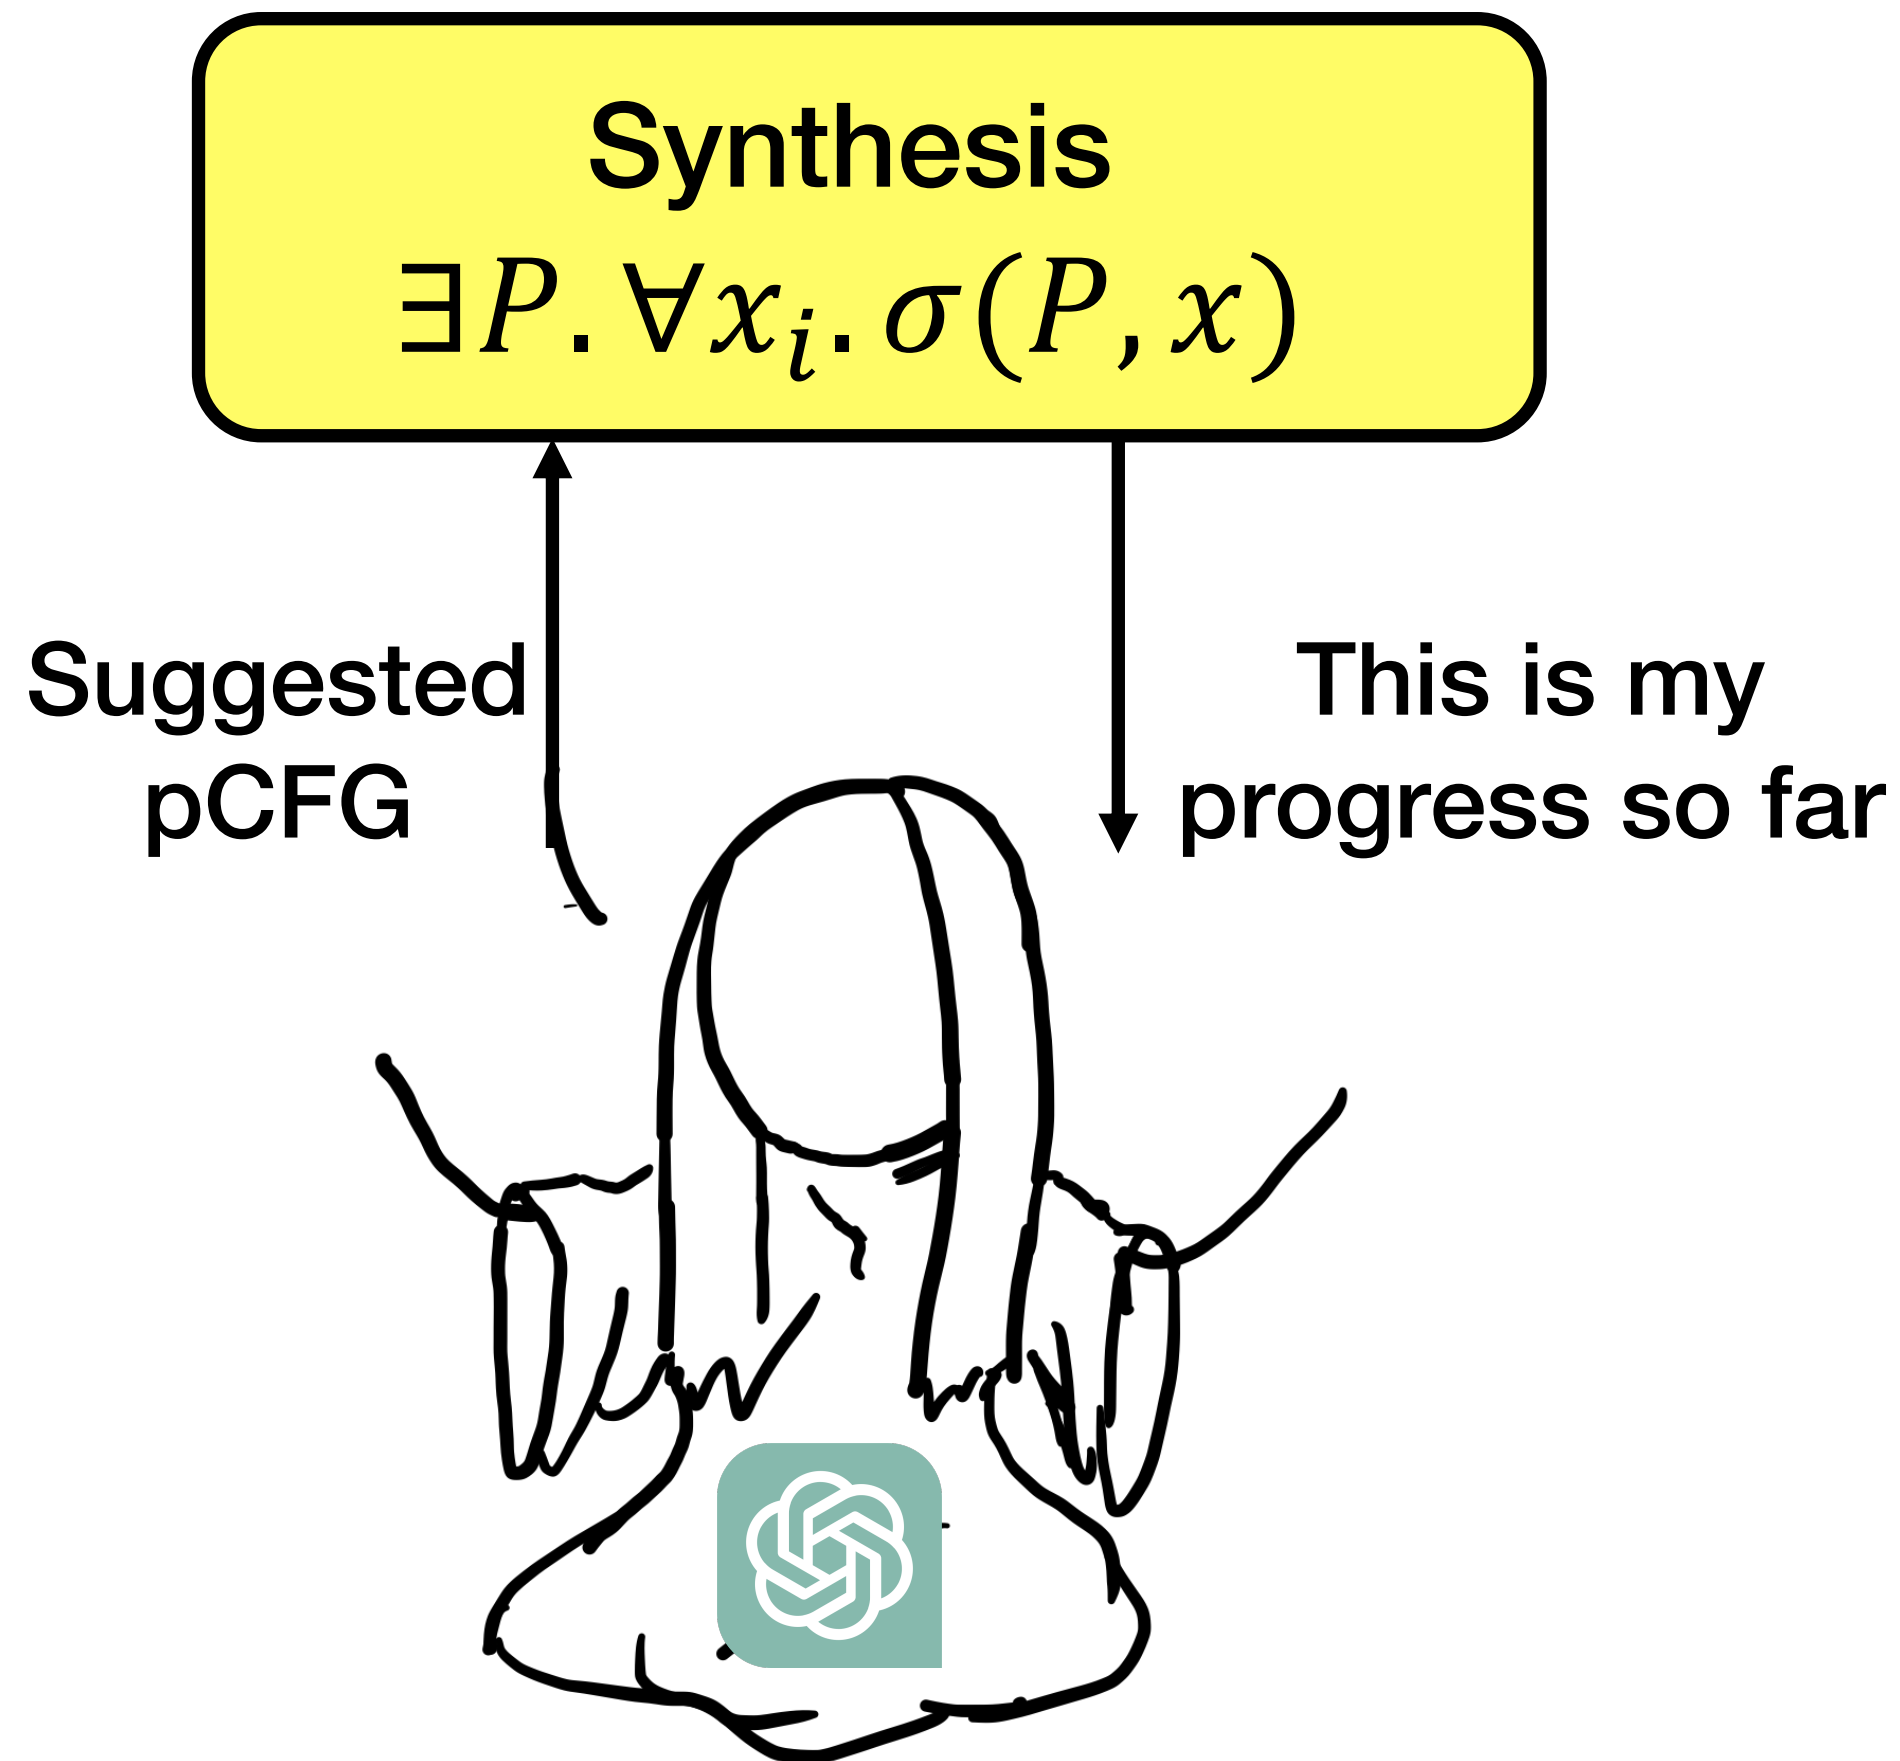 Synthesis
∃P.∀xᵢ.σ(P,x)
Suggested
pCFG
This is my
progress so far